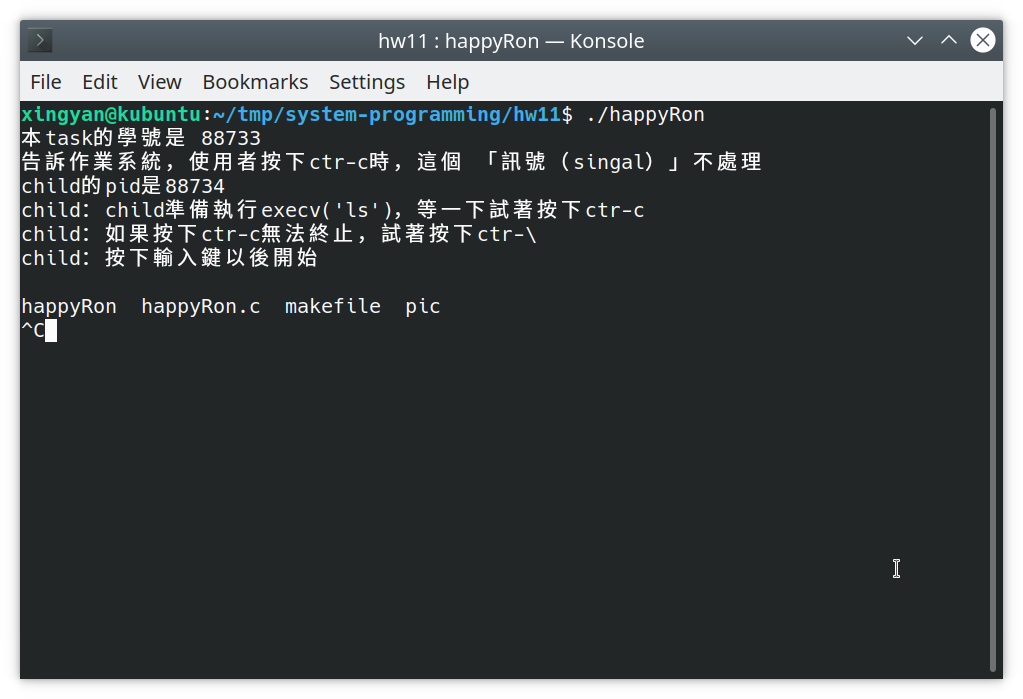 hw11 : happyRon — Konsole
File Edit View Bookmarks Settings Help
xingyan@kubuntu:~/tmp/system-programming/hw11$ ./happyRon
本task的學號是 88733
告訴作業系統，使用者按下ctr-c時，這個 「訊號（singal）」不處理
child的pid是88734
child: child準備執行execv('ls')，等一下試著按下ctr-c
child: 如果按下ctr-c無法終止，試著按下ctr-\
child: 按下輸入鍵以後開始
happyRon  happyRon.c  makefile  pic
^C